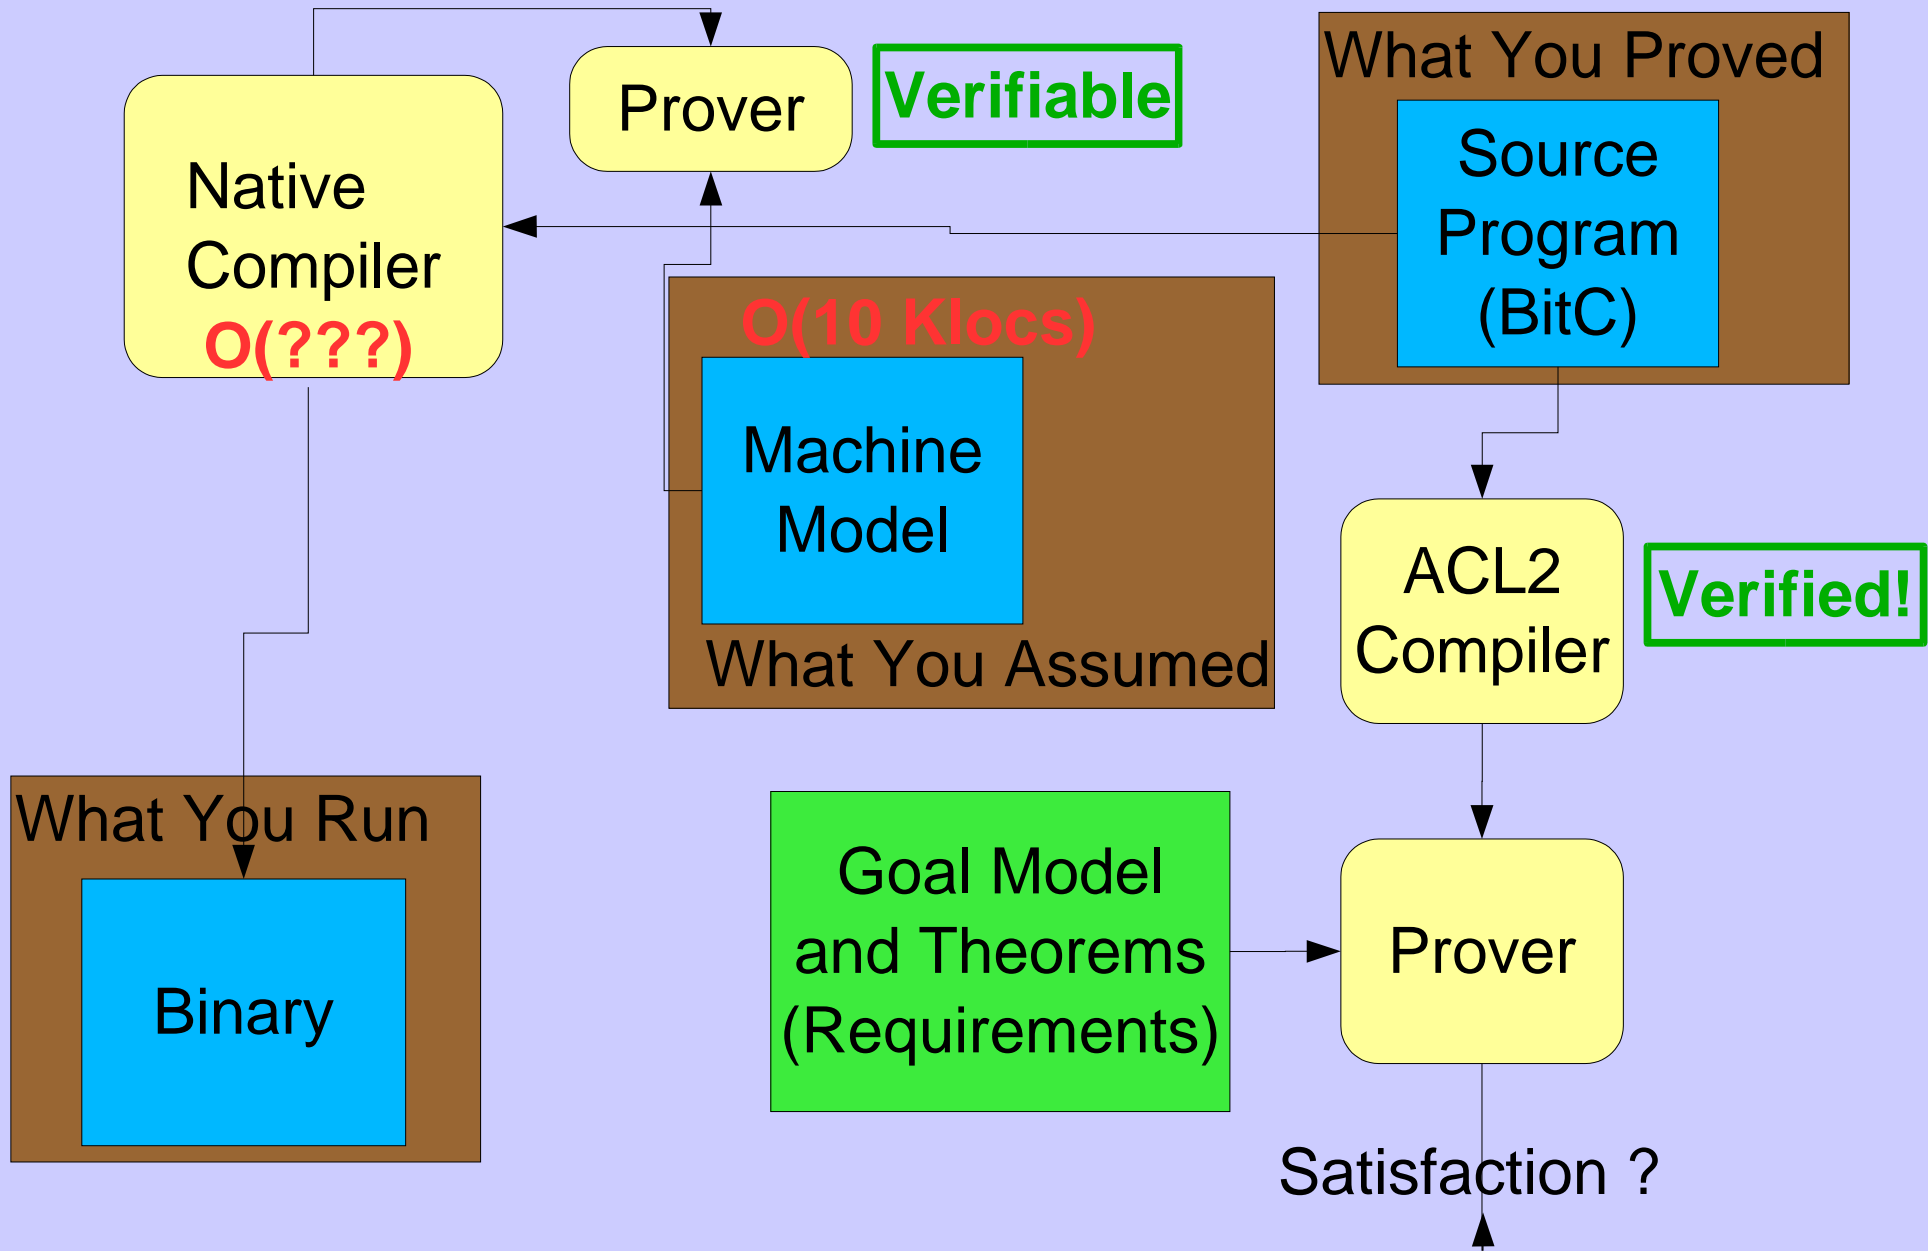 Prover
Verifiable
What You Proved
Native
Compiler
O(???)
Source
Program
(BitC)
O(10 Klocs)
Machine
Model
What You Assumed
ACL2
Compiler
Verified!
What You Run
Binary
Goal Model
and Theorems
(Requirements)
Prover
Satisfaction ?